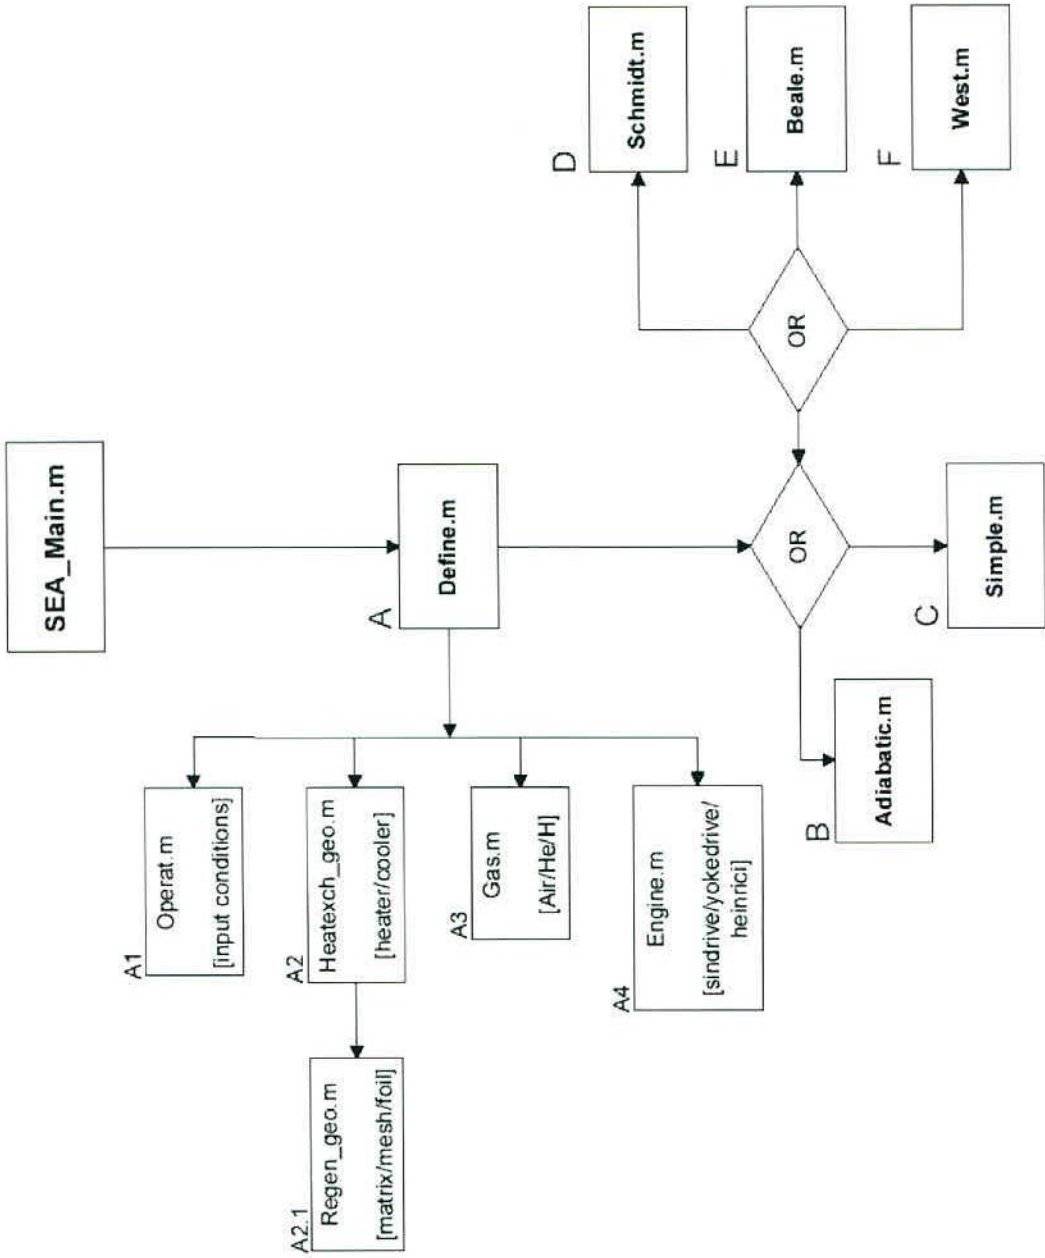 SEA_Main.m
A
Define.m
A1
Operat.m
[input conditions]
A2
Heatexch_geo.m
[heater/cooler]
A2.1
Regen_geo.m
[matrix/mesh/foil]
A3
Gas.m
[Air/He/H]
A4
Engine.m
[sindrive/yokedrive/
heinrici]
OR
B
Adiabatic.m
C
Simple.m
OR
D
Schmidt.m
E
Beale.m
F
West.m